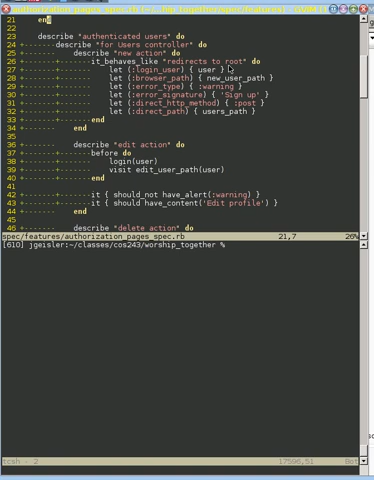 authorization_pages_spec.rb
21     end
22
23     describe "authenticated users" do
24 +-------describe "for Users controller" do
25 +-------+-------describe "new action" do
26 +-------+-------it_behaves_like "redirects to root" do
27 +-------+-------    let (:login_user) { user }
28 +-------+-------    let (:browser_path) { new_user_path }
29 +-------+-------    let (:error_type) { :warning }
30 +-------+-------    let (:error_signature) { 'Sign up' }
31 +-------+-------    let (:direct_http_method) { :post }
32 +-------+-------    let (:direct_path) { users_path }
33 +-------+-------end
34 +-------    end
35
36 +-------    describe "edit action" do
37 +-------+-------before do
38 +-------+-------    login(user)
39 +-------+-------    visit edit_user_path(user)
40 +-------+-------end
41
42 +-------+-------it { should_not have_alert(:warning) }
43 +-------+-------it { should have_content('Edit profile') }
44 +-------    end
45
46 +-------    describe "delete action" do
spec/features/authorization_pages_spec.rb 21,7 26%
[610] jgeisler:~/classes/cos243/worship_together %
tcsh - 2 17596,51 Bot